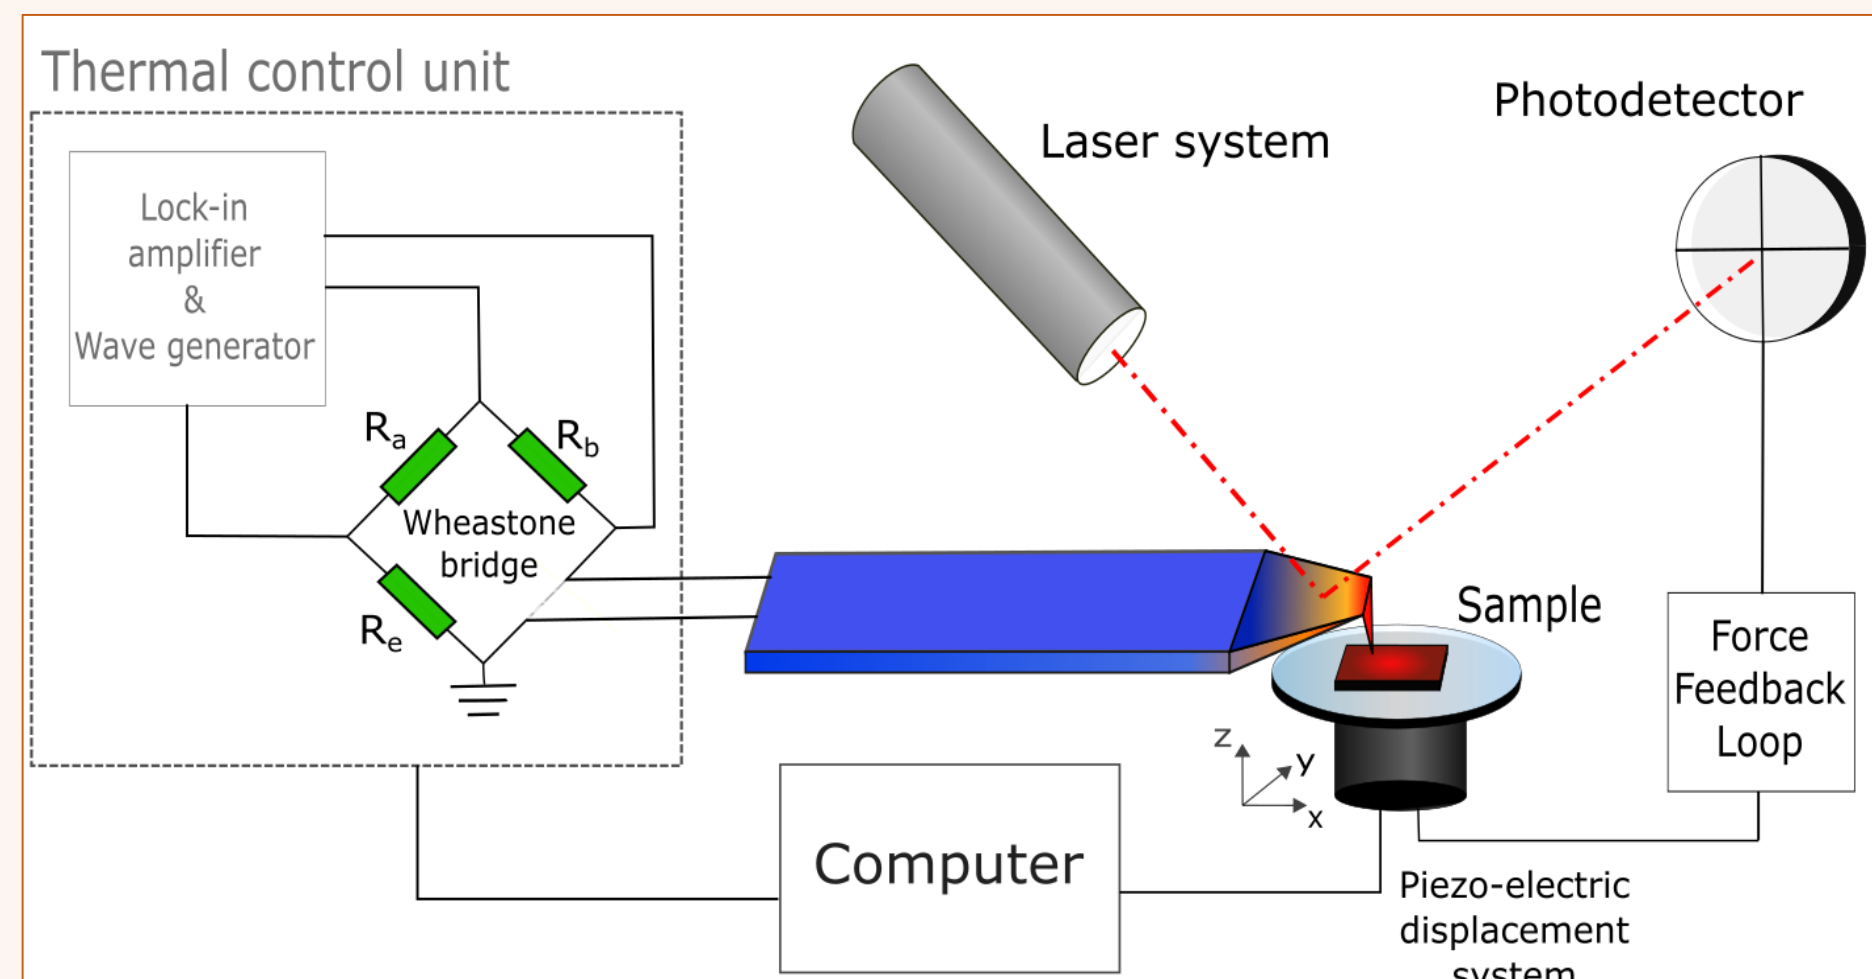 Thermal control unit
Lock-in
amplifier
&
Wave generator
Ra
Rb
Wheastone
bridge
Re
Laser system
Photodetector
Sample
Force
Feedback
Loop
z
y
x
Computer
Piezo-electric
displacement
system